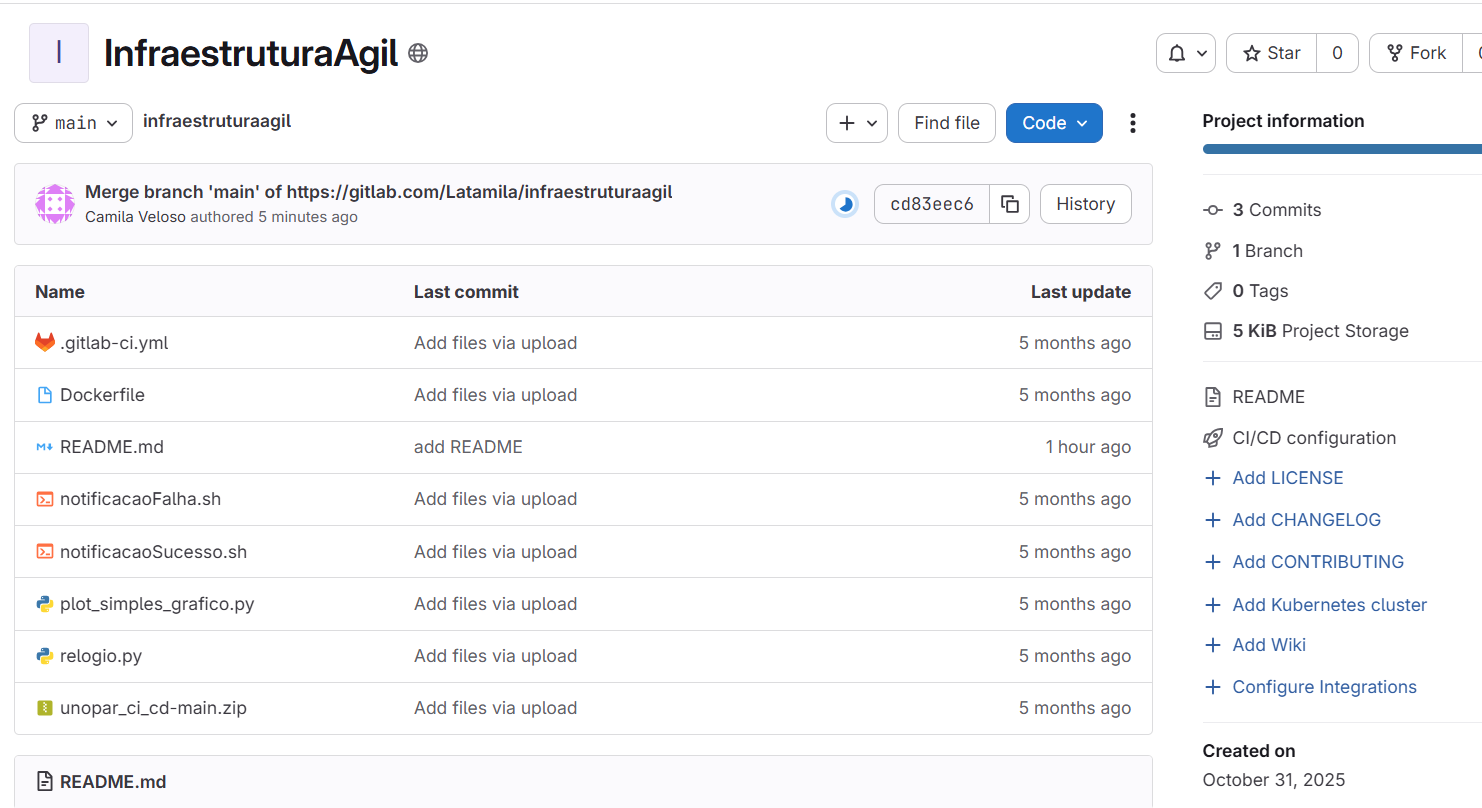 I InfraestruturaAgil Star 0 Fork
main infraestruturaagil Find file Code
Merge branch 'main' of https://gitlab.com/Latamila/infraestruturaagil
Camila Veloso authored 5 minutes ago
cd83eec6 History
Name Last commit Last update
.gitlab-ci.yml Add files via upload 5 months ago
Dockerfile Add files via upload 5 months ago
README.md add README 1 hour ago
notificacaoFalha.sh Add files via upload 5 months ago
notificacaoSucesso.sh Add files via upload 5 months ago
plot_simples_grafico.py Add files via upload 5 months ago
relogio.py Add files via upload 5 months ago
unopar_ci_cd-main.zip Add files via upload 5 months ago
README.md
Project information
3 Commits
1 Branch
0 Tags
5 KiB Project Storage
README
CI/CD configuration
Add LICENSE
Add CHANGELOG
Add CONTRIBUTING
Add Kubernetes cluster
Add Wiki
Configure Integrations
Created on
October 31, 2025